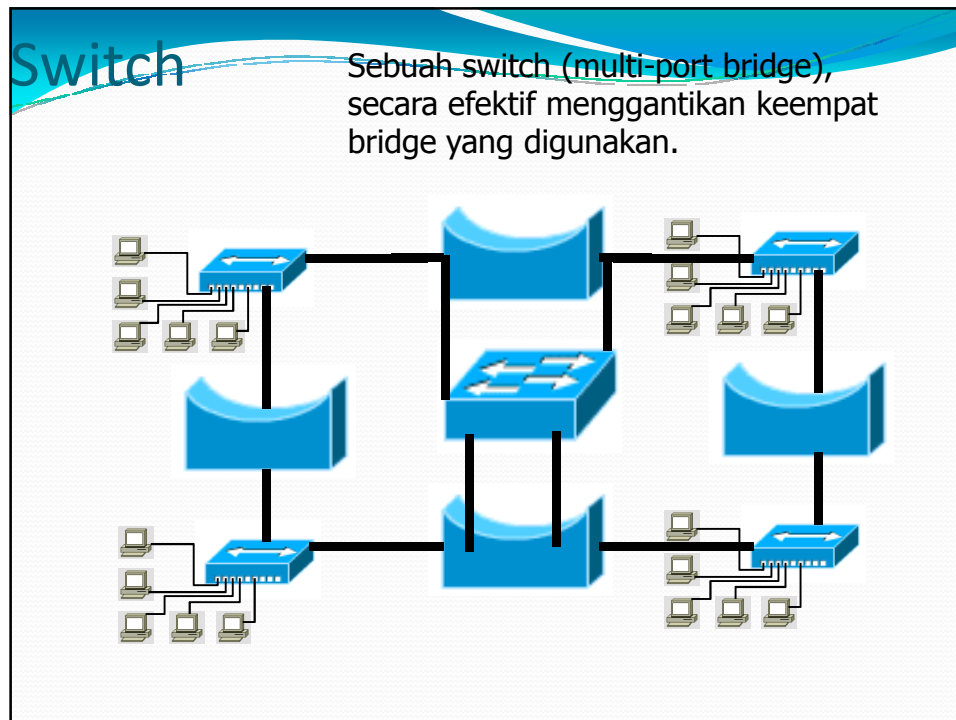 Switch
Sebuah switch (multi-port bridge),
secara efektif menggantikan keempat
bridge yang digunakan.